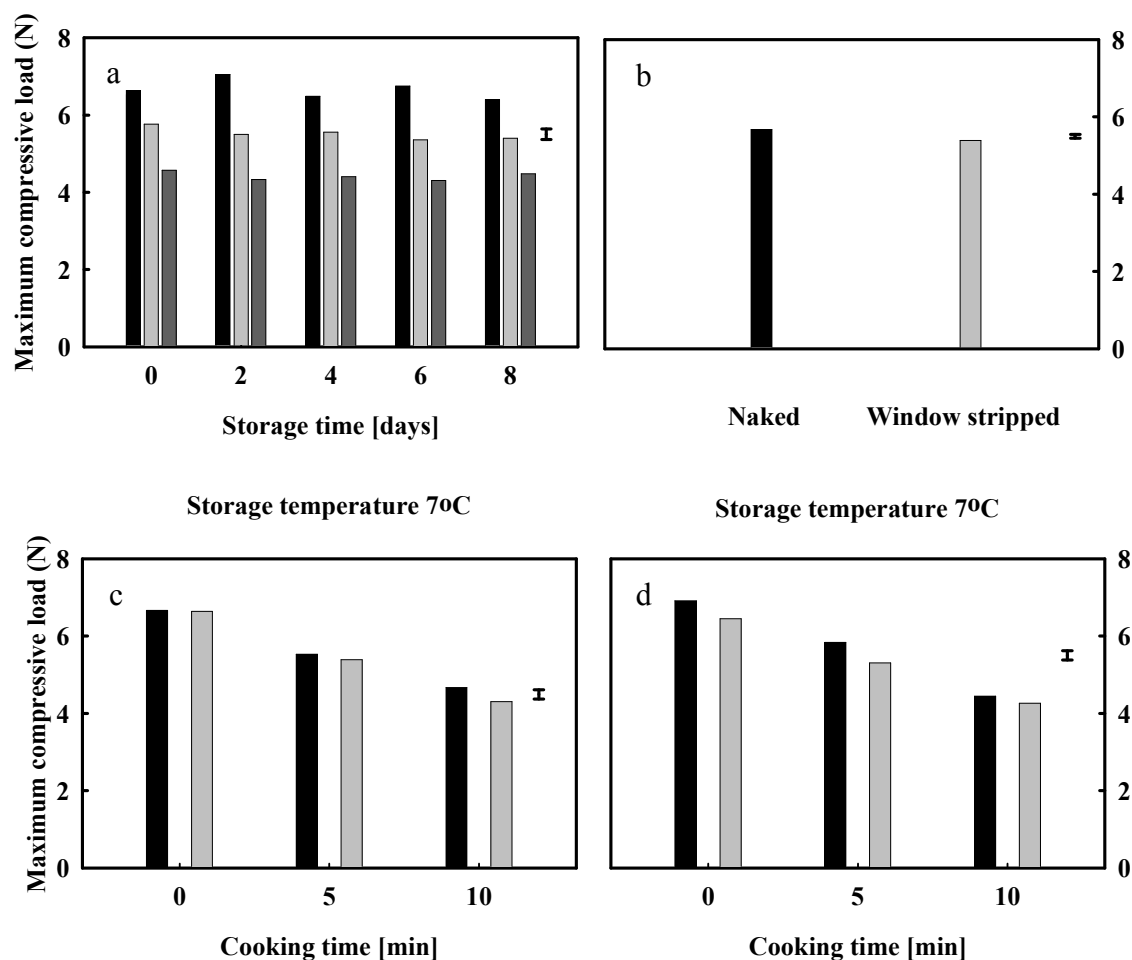 Maximum compressive load (N)
8
6
4
2
0
a
0 2 4 6 8
Storage time [days]
b
8
6
4
2
0
Naked Window stripped
Storage temperature 7oC
Maximum compressive load (N)
8
6
4
2
0
c
0 5 10
Cooking time [min]
Storage temperature 7oC
d
8
6
4
2
0
0 5 10
Cooking time [min]